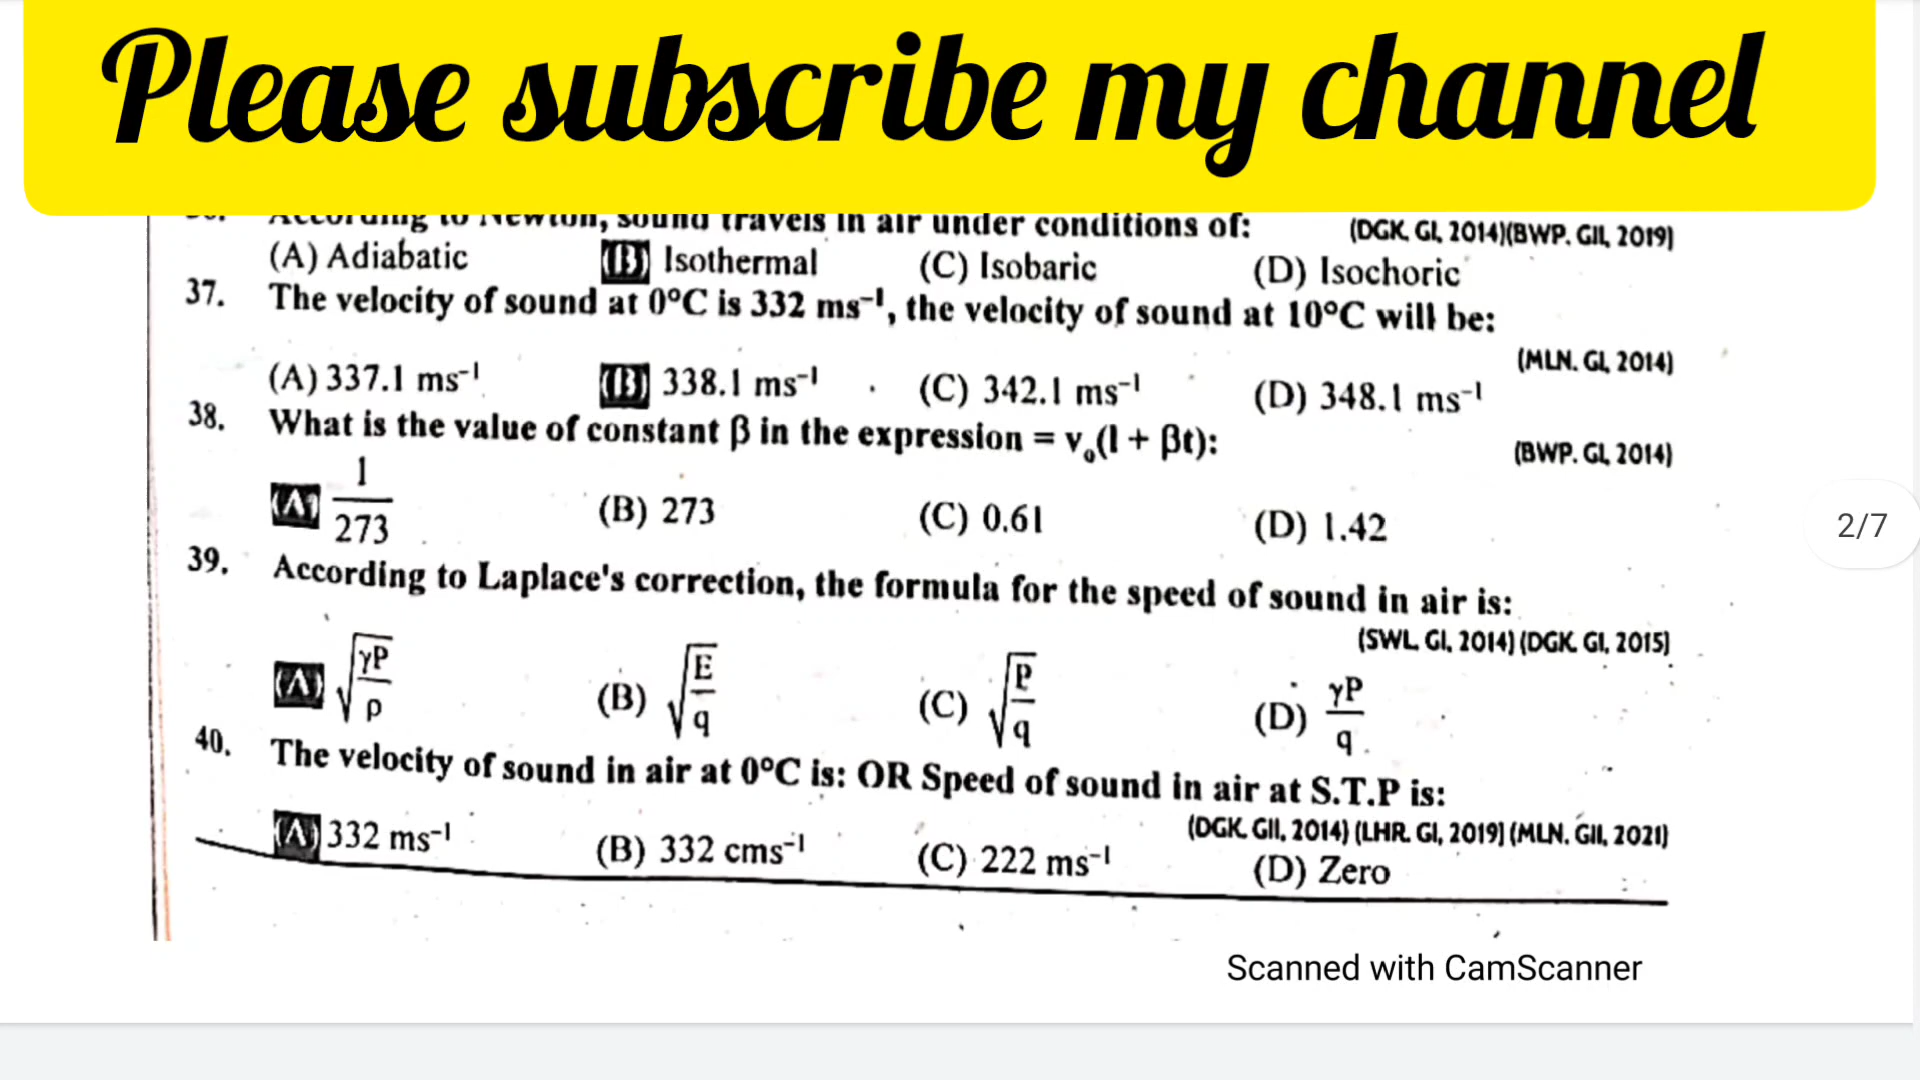 Please subscribe my channel
According to Newton, sound travels in air under conditions of: (DGK. GI, 2014)(BWP. GII, 2019)
(A) Adiabatic (B) Isothermal (C) Isobaric (D) Isochoric
37. The velocity of sound at 0°C is 332 ms⁻¹, the velocity of sound at 10°C will be:
(MLN. GI, 2014)
(A) 337.1 ms⁻¹ (B) 338.1 ms⁻¹ (C) 342.1 ms⁻¹ (D) 348.1 ms⁻¹
38. What is the value of constant β in the expression = vₒ(1 + βt):
(BWP. GI, 2014)
(A) 1/273 (B) 273 (C) 0.61 (D) 1.42
2/7
39. According to Laplace's correction, the formula for the speed of sound in air is:
(SWL. GI, 2014) (DGK. GI, 2015)
(A) √(γP/ρ) (B) √(E/q) (C) √(P/q) (D) γP/q
40. The velocity of sound in air at 0°C is: OR Speed of sound in air at S.T.P is:
(DGK. GII, 2014) (LHR. GI, 2019) (MLN. GII, 2021)
(A) 332 ms⁻¹ (B) 332 cms⁻¹ (C) 222 ms⁻¹ (D) Zero
Scanned with CamScanner